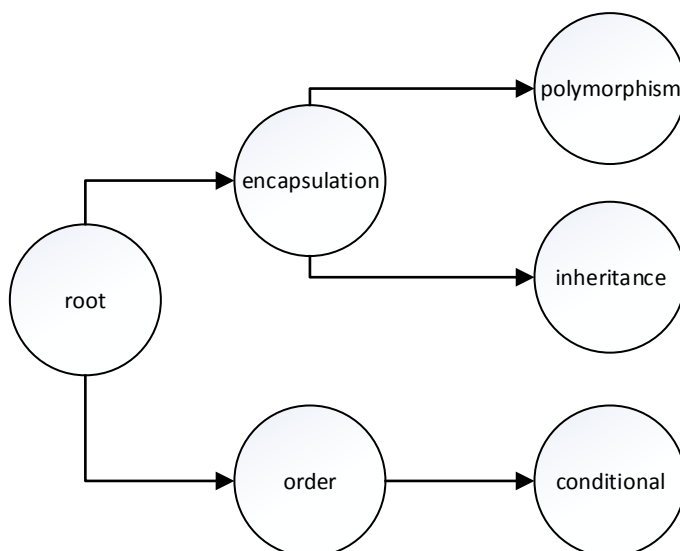 polymorphism
encapsulation
inheritance
root
order
conditional